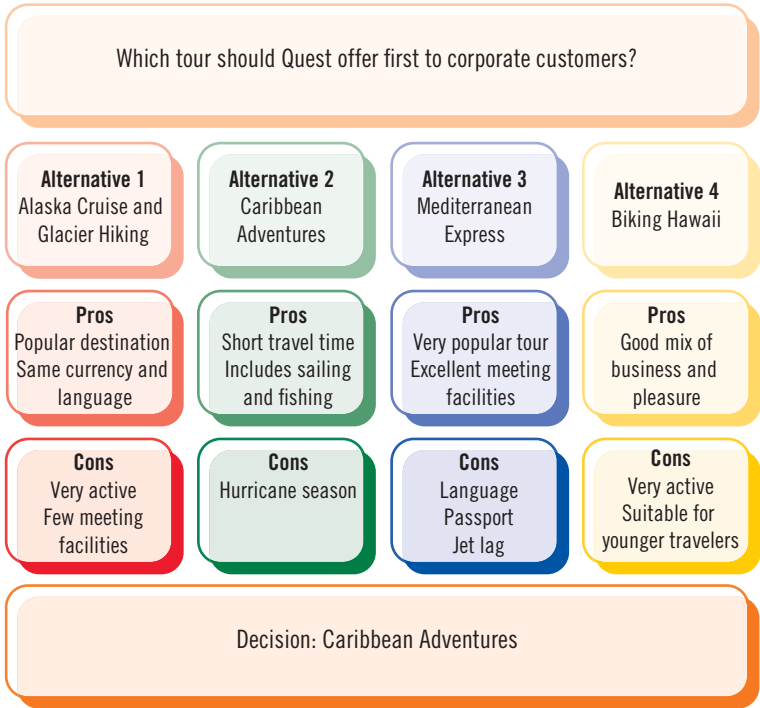 Which tour should Quest offer first to corporate customers?
Alternative 1
Alaska Cruise and
Glacier Hiking
Alternative 2
Caribbean
Adventures
Alternative 3
Mediterranean
Express
Alternative 4
Biking Hawaii
Pros
Popular destination
Same currency and
language
Pros
Short travel time
Includes sailing
and fishing
Pros
Very popular tour
Excellent meeting
facilities
Pros
Good mix of
business and
pleasure
Cons
Very active
Few meeting
facilities
Cons
Hurricane season
Cons
Language
Passport
Jet lag
Cons
Very active
Suitable for
younger travelers
Decision: Caribbean Adventures